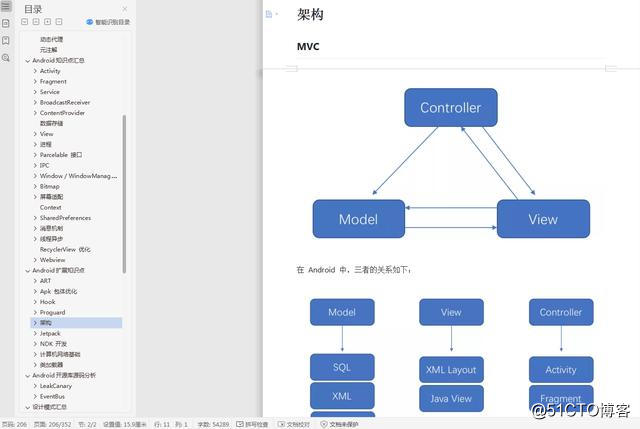 目录
智能识别目录
动态代理
元注解
Android 知识点汇总
Activity
Fragment
Service
BroadcastReceiver
ContentProvider
数据存储
View
进程
Parcelable 接口
IPC
Window / WindowManag...
Bitmap
屏幕适配
Context
SharedPreferences
消息机制
线程异步
RecyclerView 优化
Webview
Android 扩展知识点
ART
Apk 包体优化
Hook
Proguard
架构
Jetpack
NDK 开发
计算机网络基础
类加载器
Android 开源库源码分析
LeakCanary
EventBus
设计模式汇总
架构
MVC
Controller
Model
View
在 Android 中，三者的关系如下：
Model View Controller
SQL XML Layout Activity
XML Java View Fragment
页码: 206 页面: 206/352 节: 2/2 设置值: 15.9厘米 行: 11 列: 1 字数: 54289 拼写检查 文档校对 文档未保护
@51CTO博客